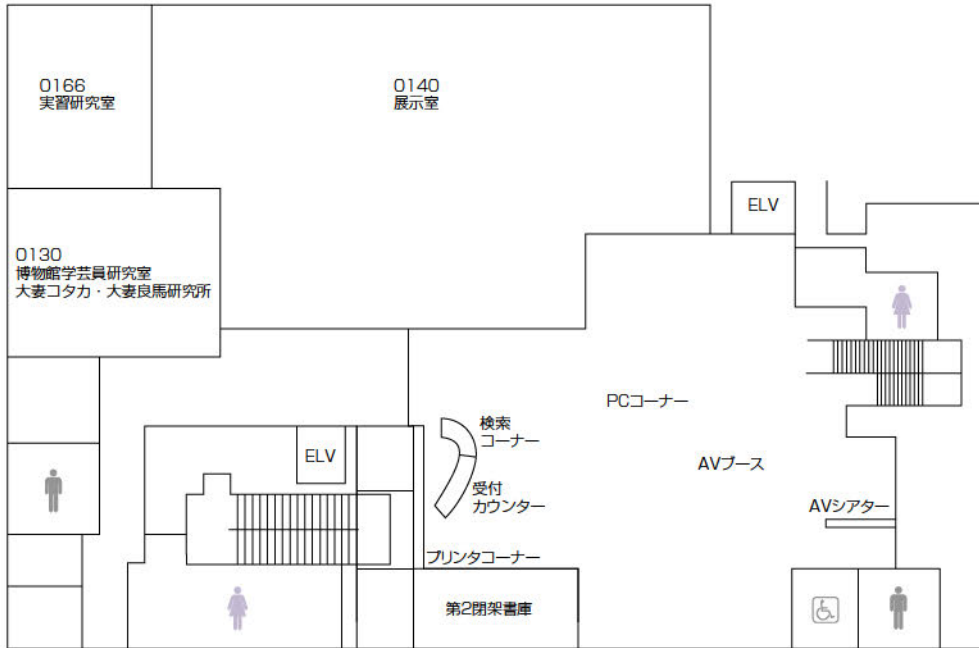 0166
実習研究室
0140
展示室
ELV
0130
博物館学芸員研究室
大妻コタカ・大妻良馬研究所
PCコーナー
検索
コーナー
ELV
AVブース
受付
カウンター
AVシアター
プリンタコーナー
第2閉架書庫